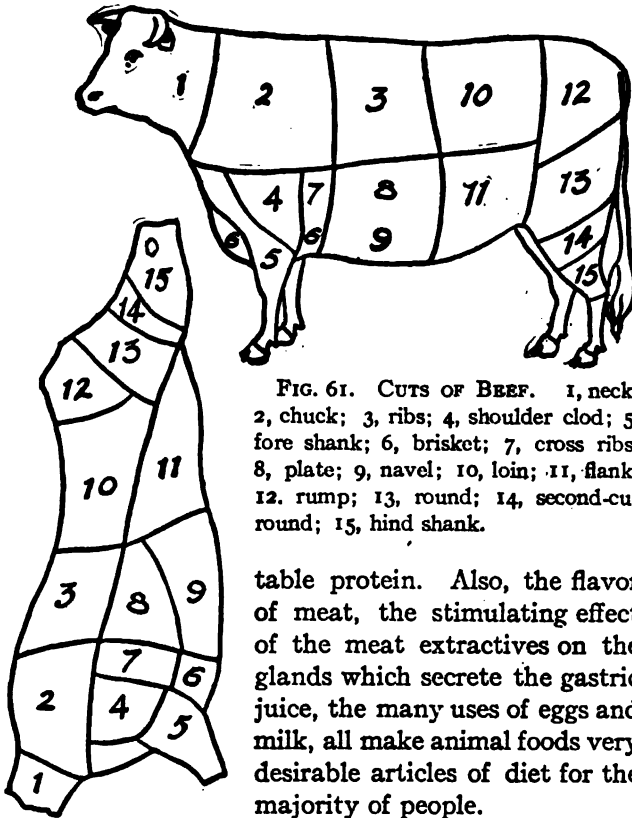 1
2
3
10
12
4
7
8
11
13
6
5
6
9
14
15
0
15
14
13
12
11
10
3
8
9
7
6
2
4
5
1
FIG. 61. CUTS OF BEEF. 1, neck
2, chuck; 3, ribs; 4, shoulder clod; 5
fore shank; 6, brisket; 7, cross ribs
8, plate; 9, navel; 10, loin; 11, flank
12. rump; 13, round; 14, second-cu
round; 15, hind shank.
table protein. Also, the flavor
of meat, the stimulating effect
of the meat extractives on the
glands which secrete the gastric
juice, the many uses of eggs and
milk, all make animal foods very
desirable articles of diet for the
majority of people.